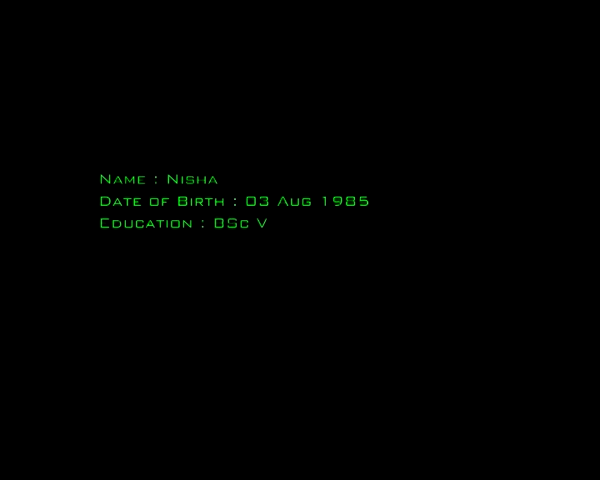 Name : Nisha
Date of Birth : 03 Aug 1985
Education : BSc V